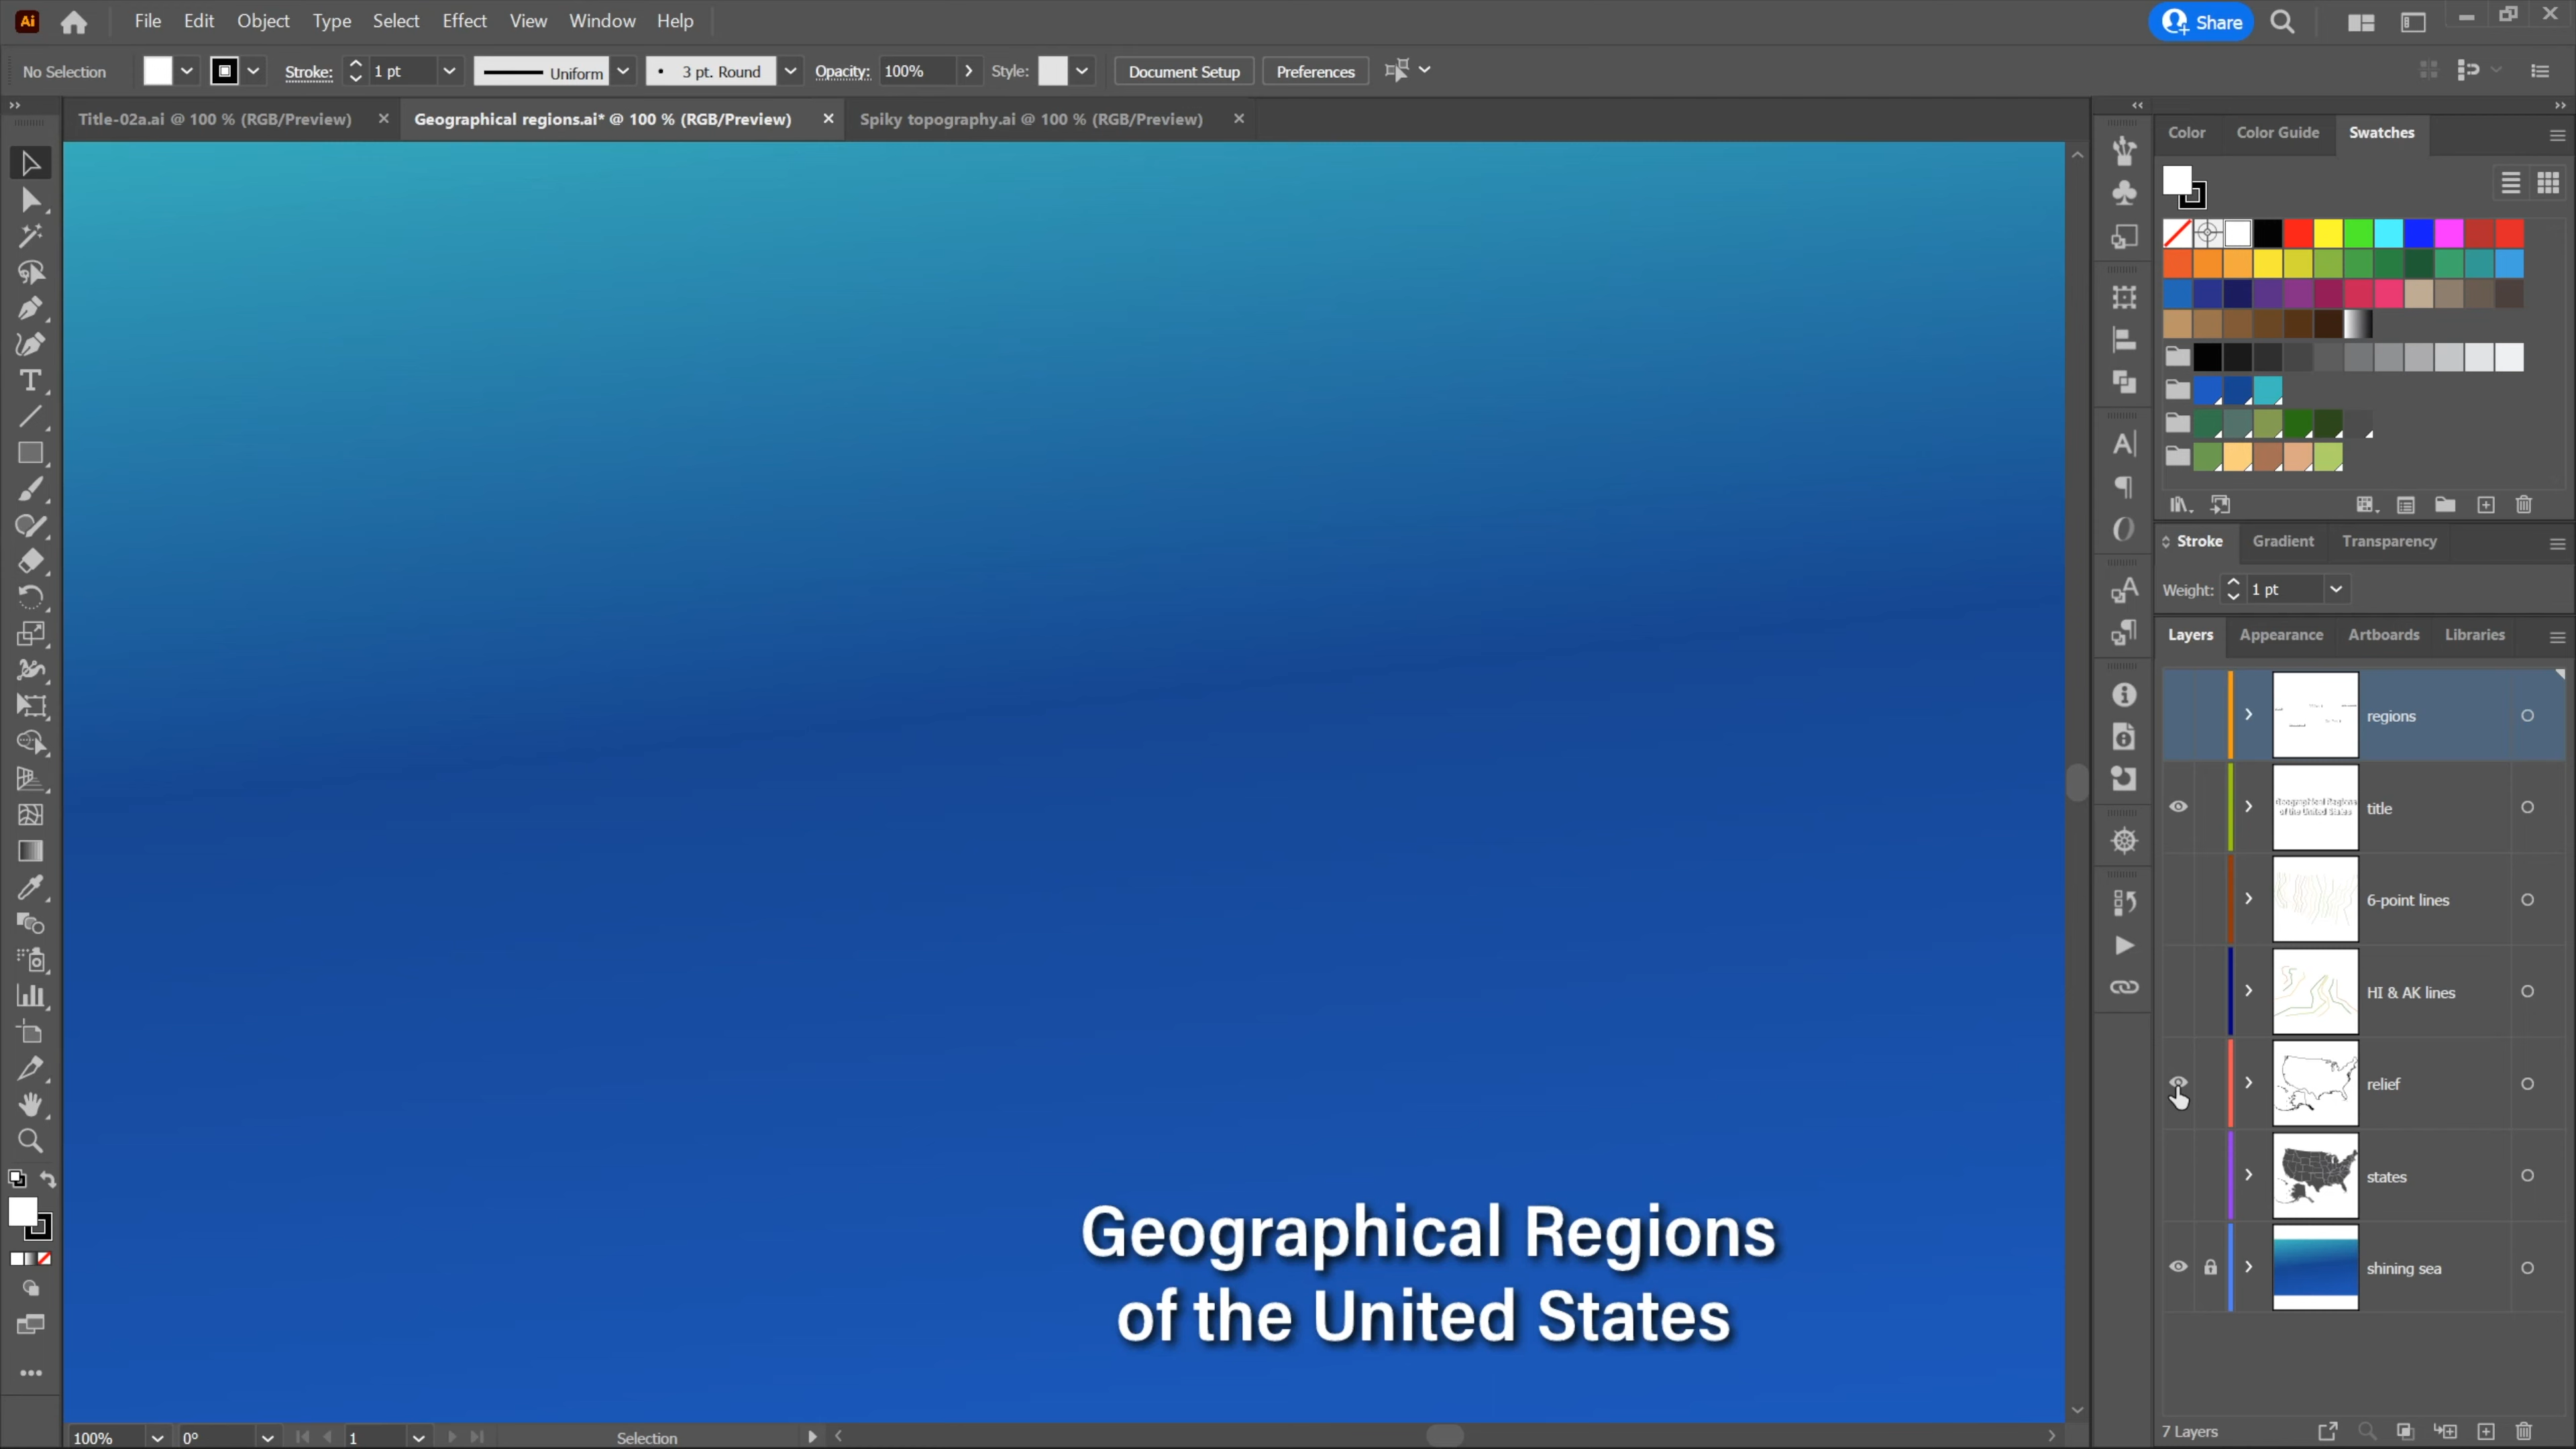 Ai
File Edit Object Type Select Effect View Window Help
Share
No Selection
Stroke: 1 pt
Uniform
3 pt. Round
Opacity: 100%
Style:
Document Setup
Preferences
Title-02a.ai @ 100 % (RGB/Preview)
Geographical regions.ai* @ 100 % (RGB/Preview)
Spiky topography.ai @ 100 % (RGB/Preview)
Color Color Guide Swatches
Stroke Gradient Transparency
Weight: 1 pt
Layers Appearance Artboards Libraries
regions
title
6-point lines
HI & AK lines
relief
states
shining sea
Geographical Regions
of the United States
100% 0° 1 Selection
7 Layers